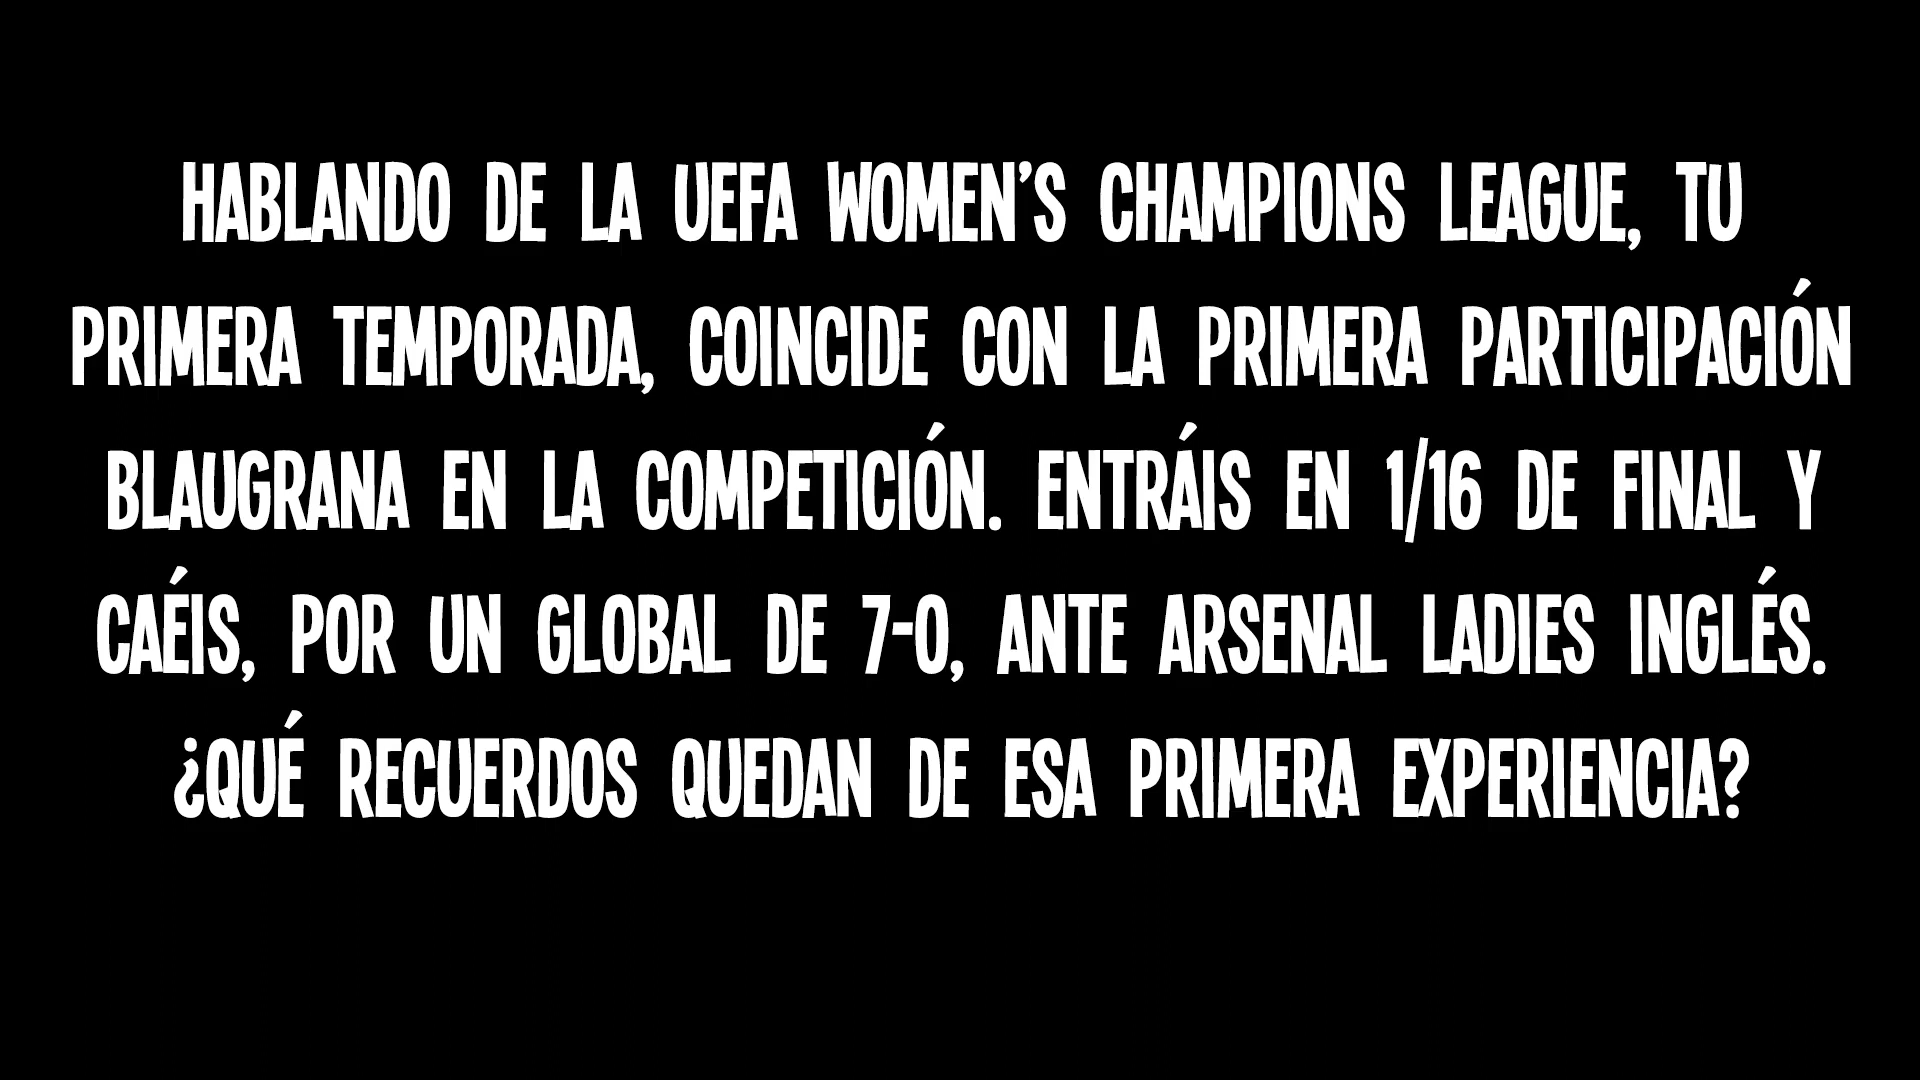 HABLANDO DE LA UEFA WOMEN'S CHAMPIONS LEAGUE, TU
PRIMERA TEMPORADA, COINCIDE CON LA PRIMERA PARTICIPACIÓN
BLAUGRANA EN LA COMPETICIÓN. ENTRÁIS EN 1/16 DE FINAL Y
CAÉIS, POR UN GLOBAL DE 7-0, ANTE ARSENAL LADIES INGLÉS.
¿QUÉ RECUERDOS QUEDAN DE ESA PRIMERA EXPERIENCIA?